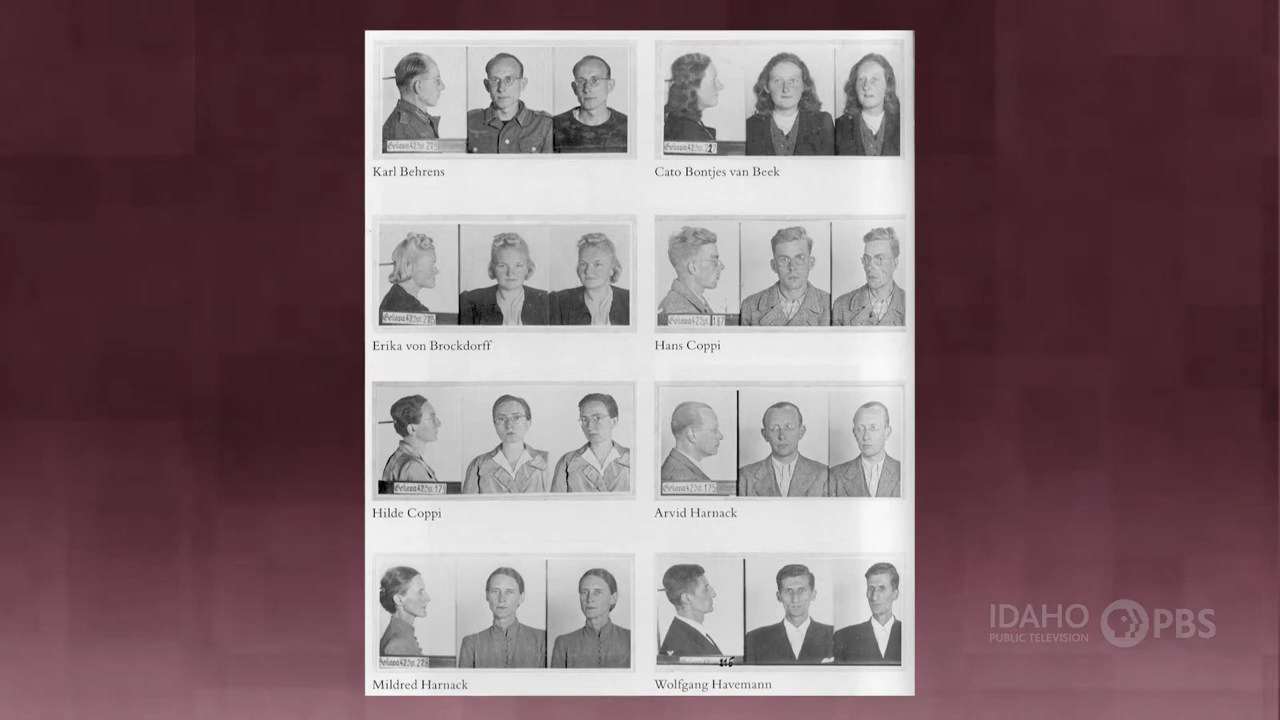 Karl Behrens
Cato Bontjes van Beek
Erika von Brockdorff
Hans Coppi
Hilde Coppi
Arvid Harnack
Mildred Harnack
Wolfgang Havemann
IDAHO
PUBLIC TELEVISION
PBS